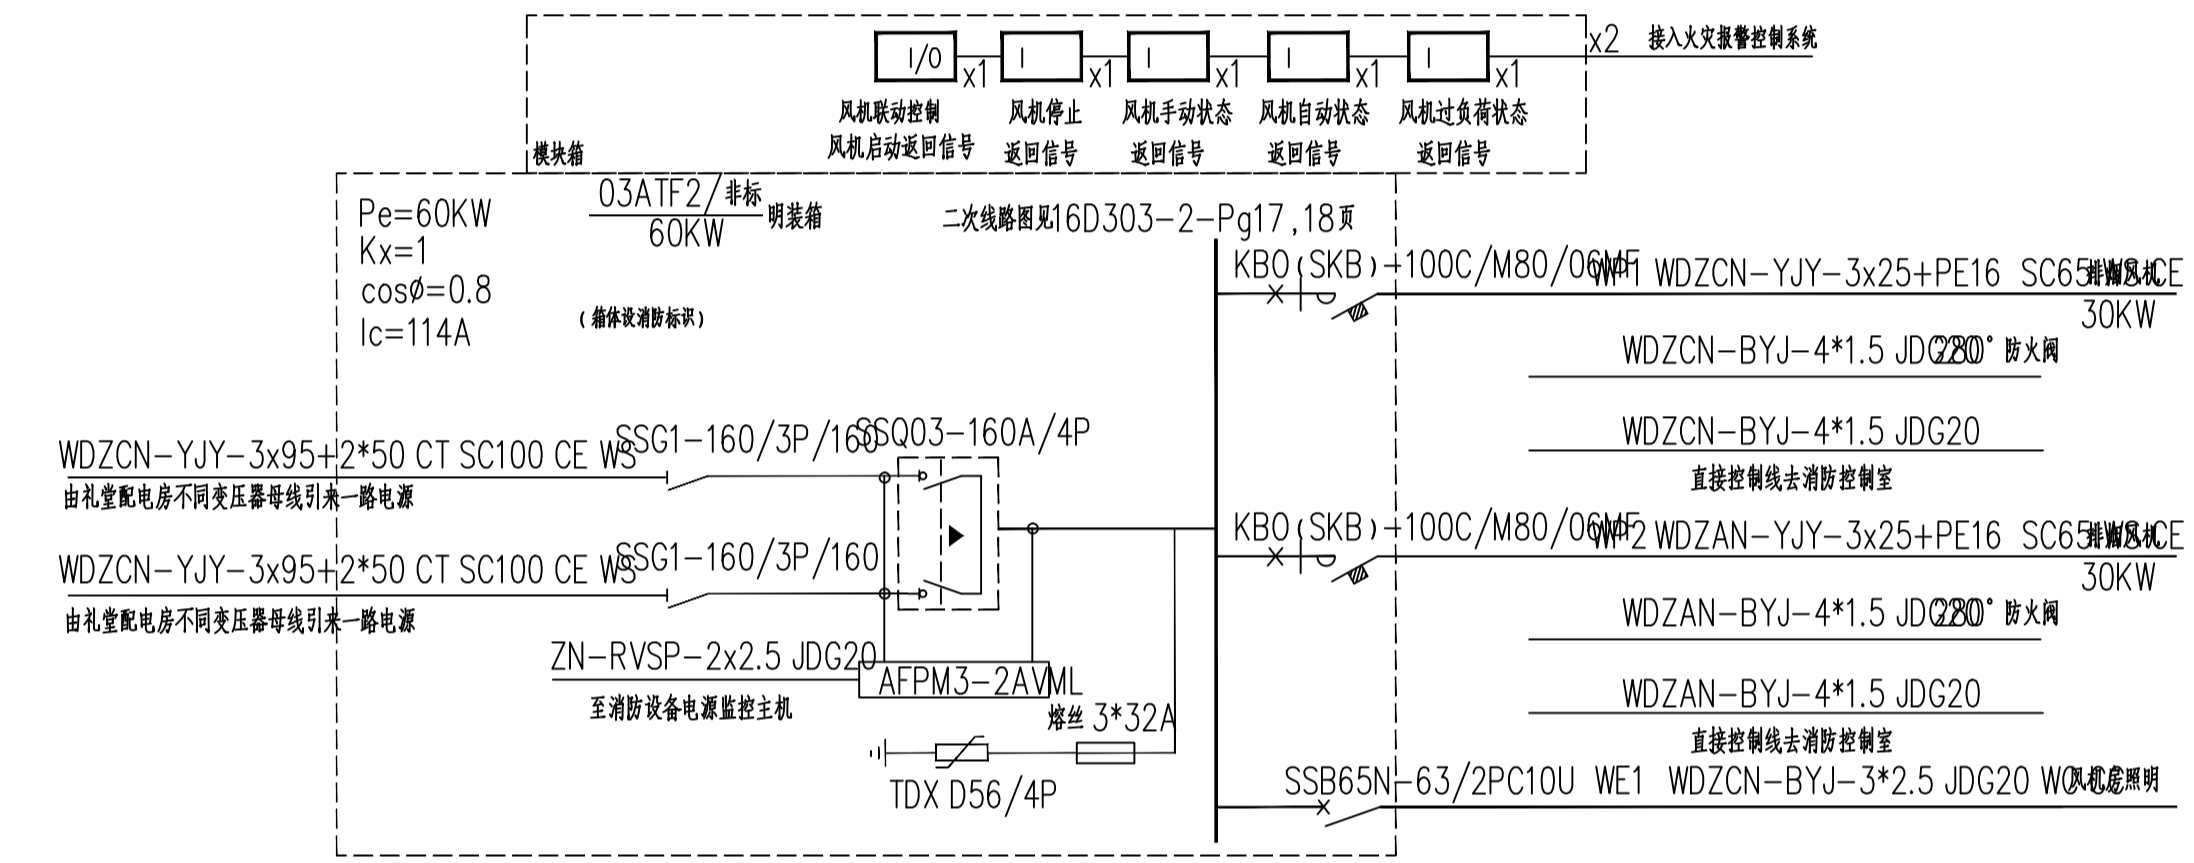 I/O x1 I x1 I x1 I x1 I x1 x2 接入火灾报警控制系统
风机联动控制 风机停止 风机手动状态 风机自动状态 风机过负荷状态
风机启动返回信号 返回信号 返回信号 返回信号 返回信号
模块箱
Pe=60KW
Kx=1
cosø=0.8
Ic=114A
03ATF2/非标
60KW
明装箱
(箱体设消防标识)
二次线路图见16D303-2-Pg17,18页
KBO(SKB)-100C/M80/06MF WP1 WDZCN-YJY-3x25+PE16 SC65 WS CE 排烟风机
30KW
WDZCN-BYJ-4*1.5 JDG20 280°防火阀
WDZCN-BYJ-4*1.5 JDG20
直接控制线去消防控制室
WDZCN-YJY-3x95+2*50 CT SC100 CE WS SSG1-160/3P/160 SSQ03-160A/4P
由礼堂配电房不同变压器母线引来一路电源
KBO(SKB)-100C/M80/06MF WP2 WDZAN-YJY-3x25+PE16 SC65 WS CE 排烟风机
30KW
WDZCN-YJY-3x95+2*50 CT SC100 CE WS SSG1-160/3P/160
由礼堂配电房不同变压器母线引来一路电源
WDZAN-BYJ-4*1.5 JDG20 280°防火阀
WDZAN-BYJ-4*1.5 JDG20
直接控制线去消防控制室
ZN-RVSP-2x2.5 JDG20 AFPM3-2AVML
至消防设备电源监控主机
熔丝 3*32A
TDX D56/4P
SSB65N-63/2PC10U WE1 WDZCN-BYJ-3*2.5 JDG20 WC CC 风机房照明